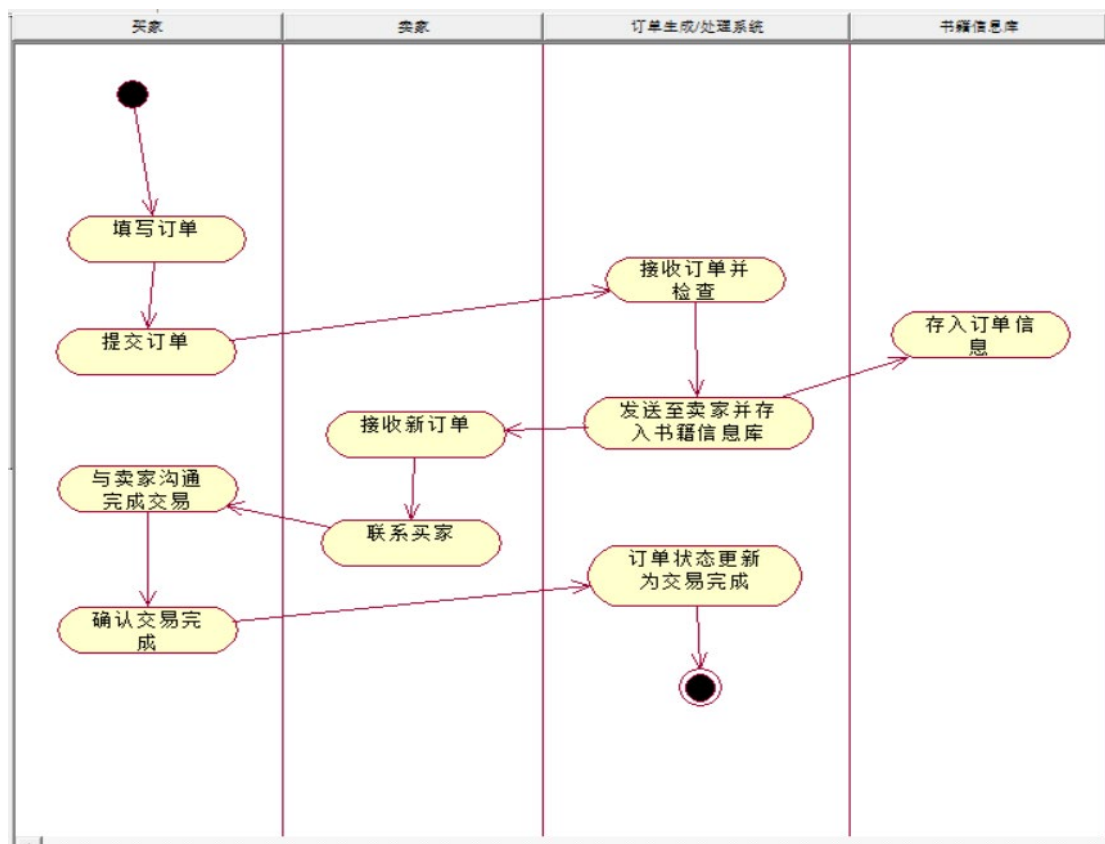 买家
卖家
订单生成/处理系统
书籍信息库
填写订单
提交订单
接收订单并
检查
存入订单信
息
发送至卖家并存
入书籍信息库
接收新订单
与卖家沟通
完成交易
联系买家
订单状态更新
为交易完成
确认交易完
成